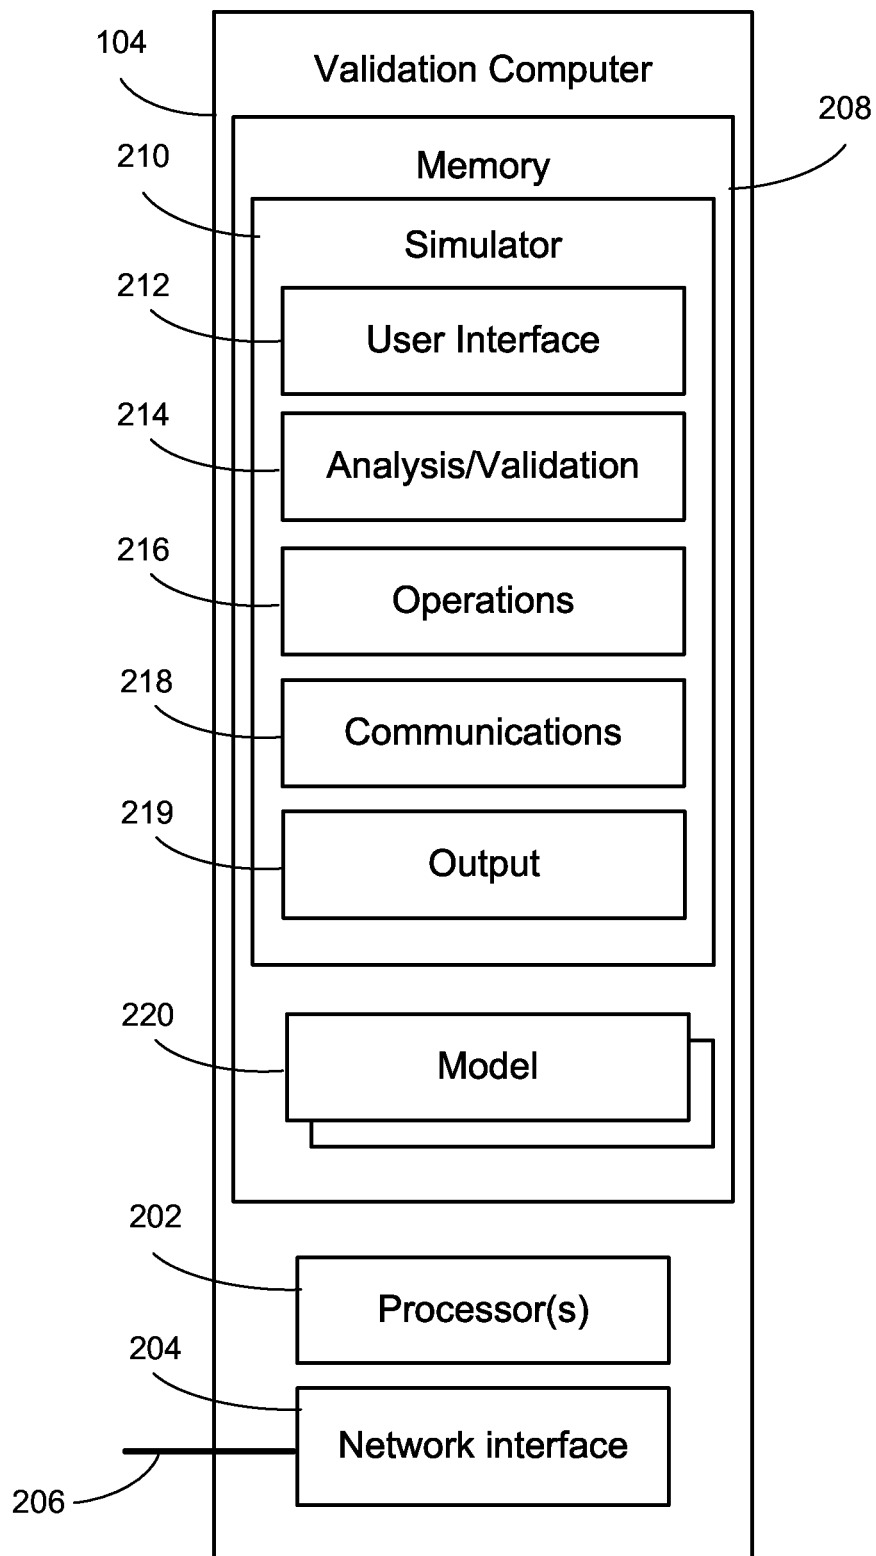 104
Validation Computer
208
210
Memory
Simulator
212
User Interface
214
Analysis/Validation
216
Operations
218
Communications
219
Output
220
Model
202
Processor(s)
204
Network interface
206